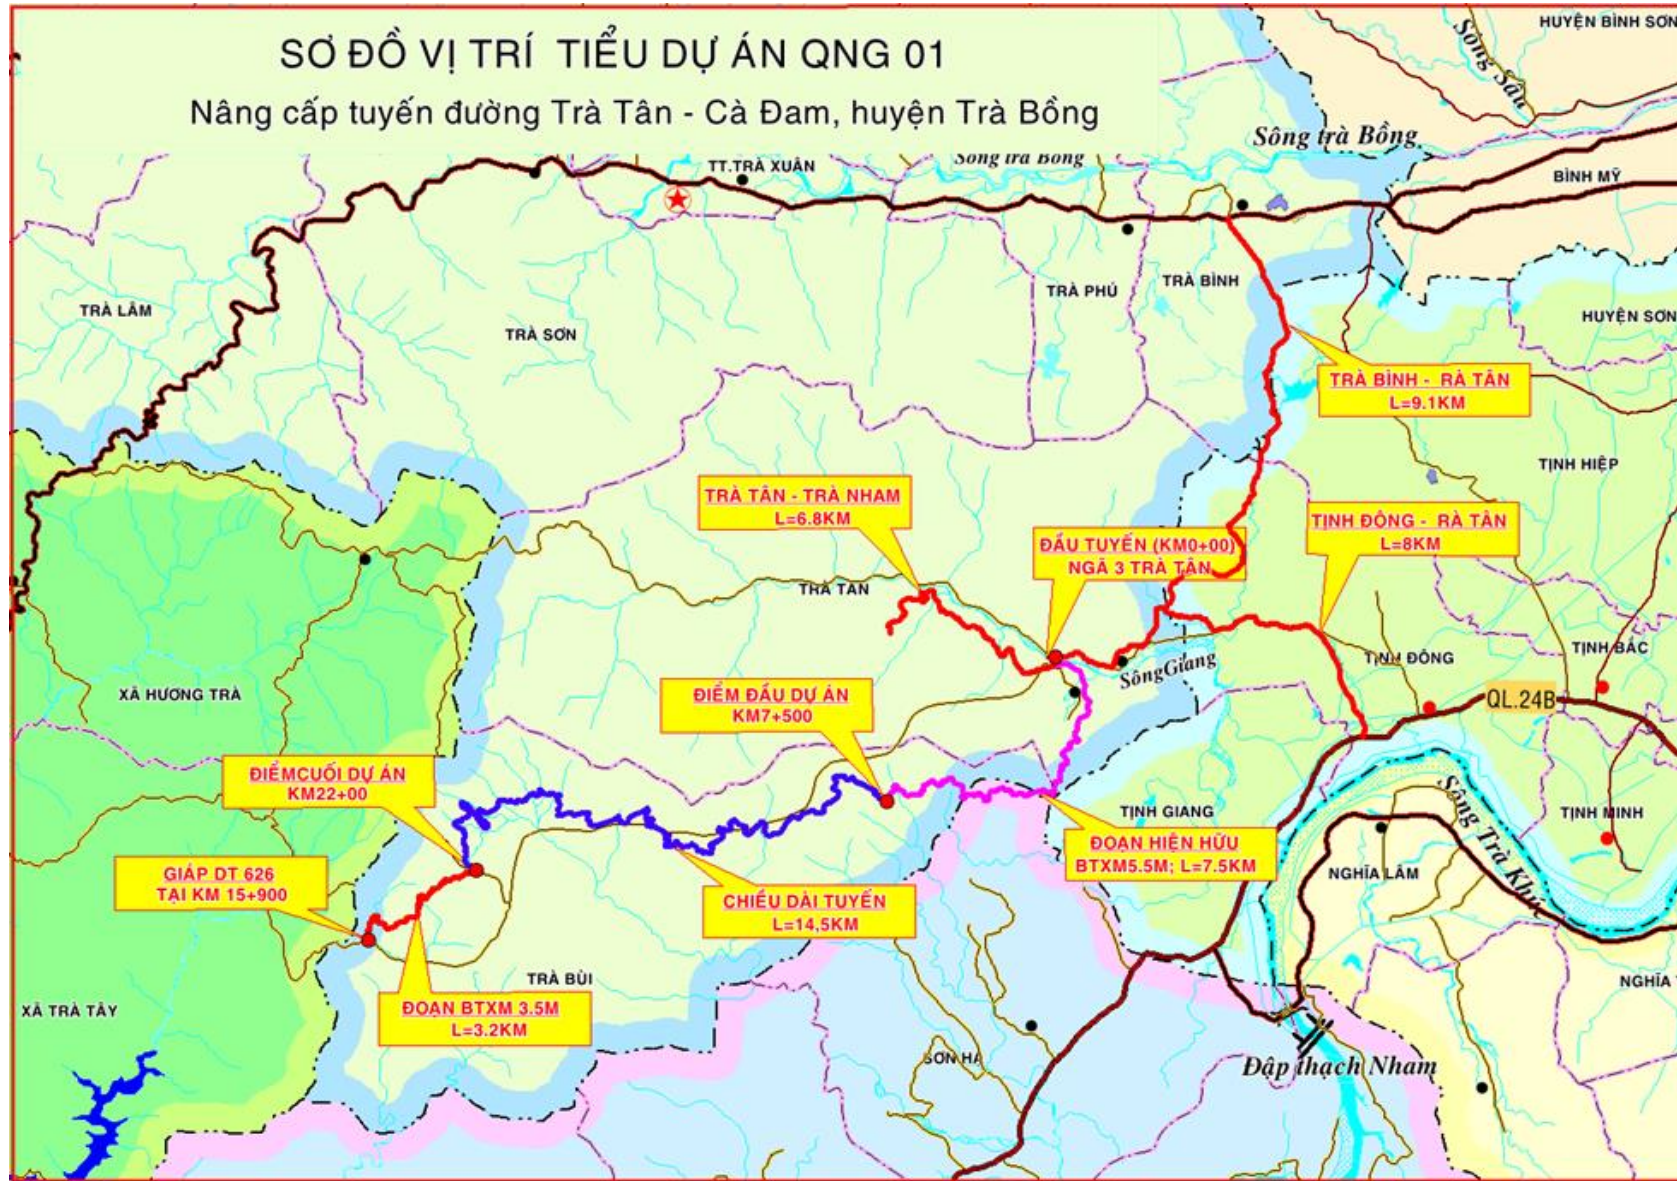 SƠ ĐỒ VỊ TRÍ TIỂU DỰ ÁN QNG 01
Nâng cấp tuyến đường Trà Tân - Cà Đam, huyện Trà Bồng
HUYỆN BÌNH SƠN
Sông Sâu
Sông trà Bồng
Sông trà Bồng
TT.TRÀ XUÂN
BÌNH MỸ
TRÀ LÂM
TRÀ SƠN
TRÀ PHÚ
TRÀ BÌNH
HUYỆN SƠN
TRÀ BÌNH - RÀ TÂN
L=9.1KM
TỊNH HIỆP
TRÀ TÂN - TRÀ NHAM
L=6.8KM
TỊNH ĐÔNG - RÀ TÂN
L=8KM
ĐẦU TUYẾN (KM0+00)
NGÃ 3 TRÀ TÂN
TRÀ TÂN
SôngGiang
TỊNH ĐÔNG
TỊNH BẮC
XÃ HƯƠNG TRÀ
ĐIỂM ĐẦU DỰ ÁN
KM7+500
QL.24B
ĐIỂMCUỐI DỰ ÁN
KM22+00
TỊNH GIANG
Sông Trà Khúc
TỊNH MINH
ĐOẠN HIỆN HỮU
BTXM5.5M; L=7.5KM
GIÁP DT 626
TẠI KM 15+900
CHIỀU DÀI TUYẾN
L=14,5KM
NGHĨA LÂM
TRÀ BÙI
NGHĨA
XÃ TRÀ TÂY
ĐOẠN BTXM 3.5M
L=3.2KM
SƠN HẠ
Đập thạch Nham